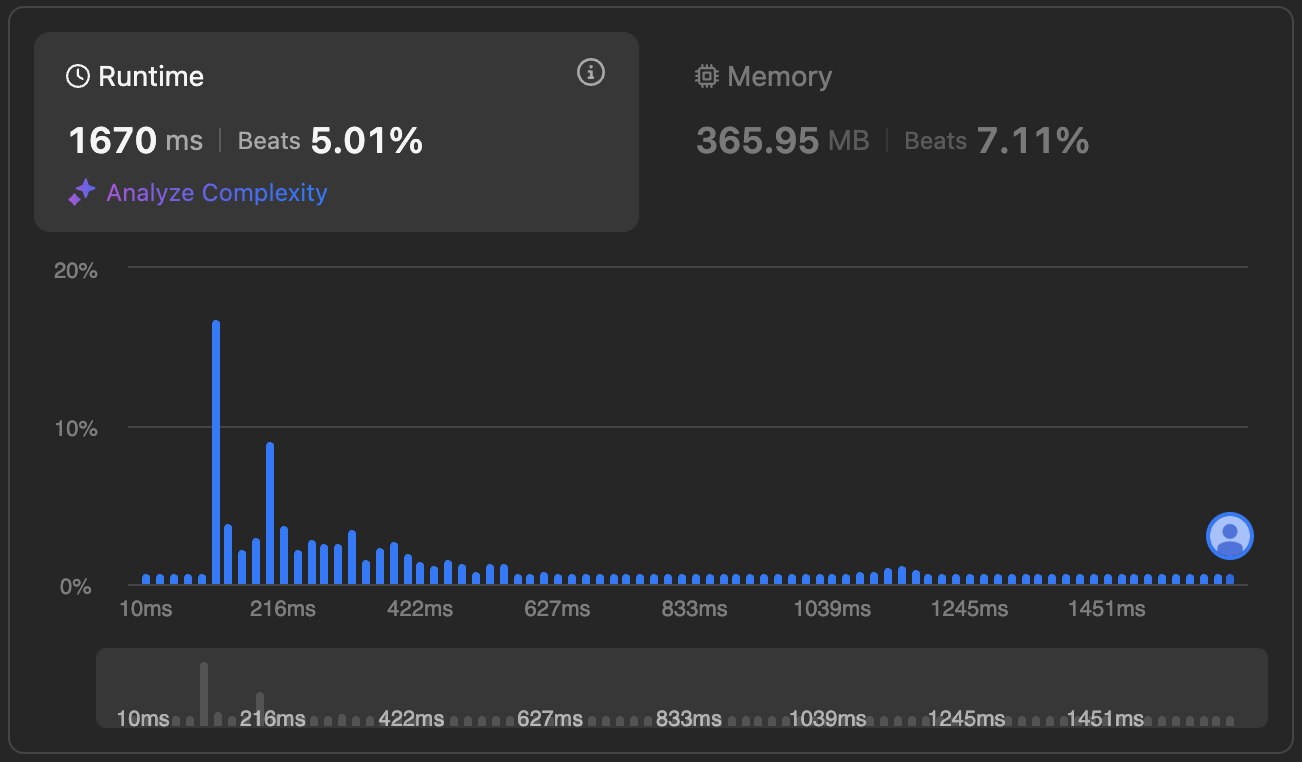 Runtime
1670 ms | Beats 5.01%
Analyze Complexity
Memory
365.95 MB | Beats 7.11%
20%
10%
0%
10ms 216ms 422ms 627ms 833ms 1039ms 1245ms 1451ms
10ms 216ms 422ms 627ms 833ms 1039ms 1245ms 1451ms